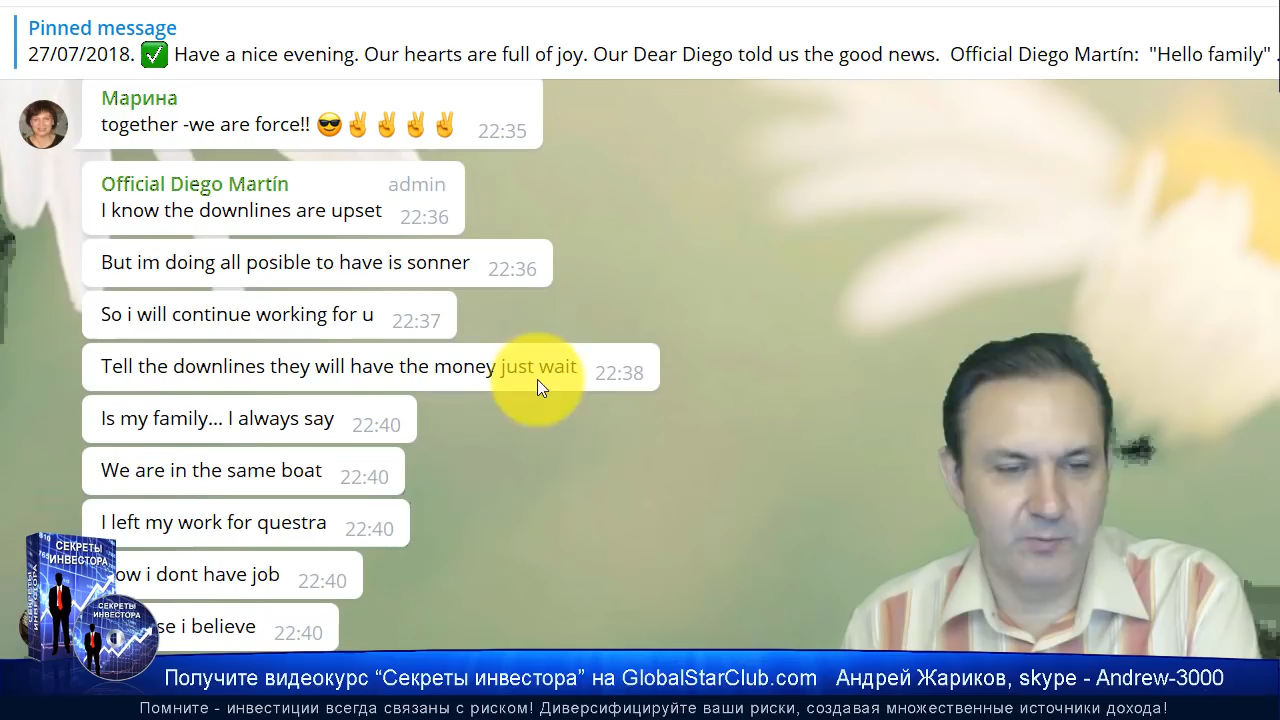 Pinned message
27/07/2018. ✅ Have a nice evening. Our hearts are full of joy. Our Dear Diego told us the good news. Official Diego Martín: "Hello family"
Марина
together -we are force!! 😎✌✌✌✌ 22:35
Official Diego Martín admin
I know the downlines are upset 22:36
But im doing all posible to have is sonner 22:36
So i will continue working for u 22:37
Tell the downlines they will have the money just wait 22:38
Is my family... I always say 22:40
We are in the same boat 22:40
I left my work for questra 22:40
ow i dont have job 22:40
se i believe 22:40
СЕКРЕТЫ
ИНВЕСТОРА
СЕКРЕТЫ
ИНВЕСТОРА
СЕКРЕТЫ
ИНВЕСТОРА
Получите видеокурс “Секреты инвестора” на GlobalStarClub.com Андрей Жариков, skype - Andrew-3000
Помните - инвестиции всегда связаны с риском! Диверсифицируйте ваши риски, создавая множественные источники дохода!